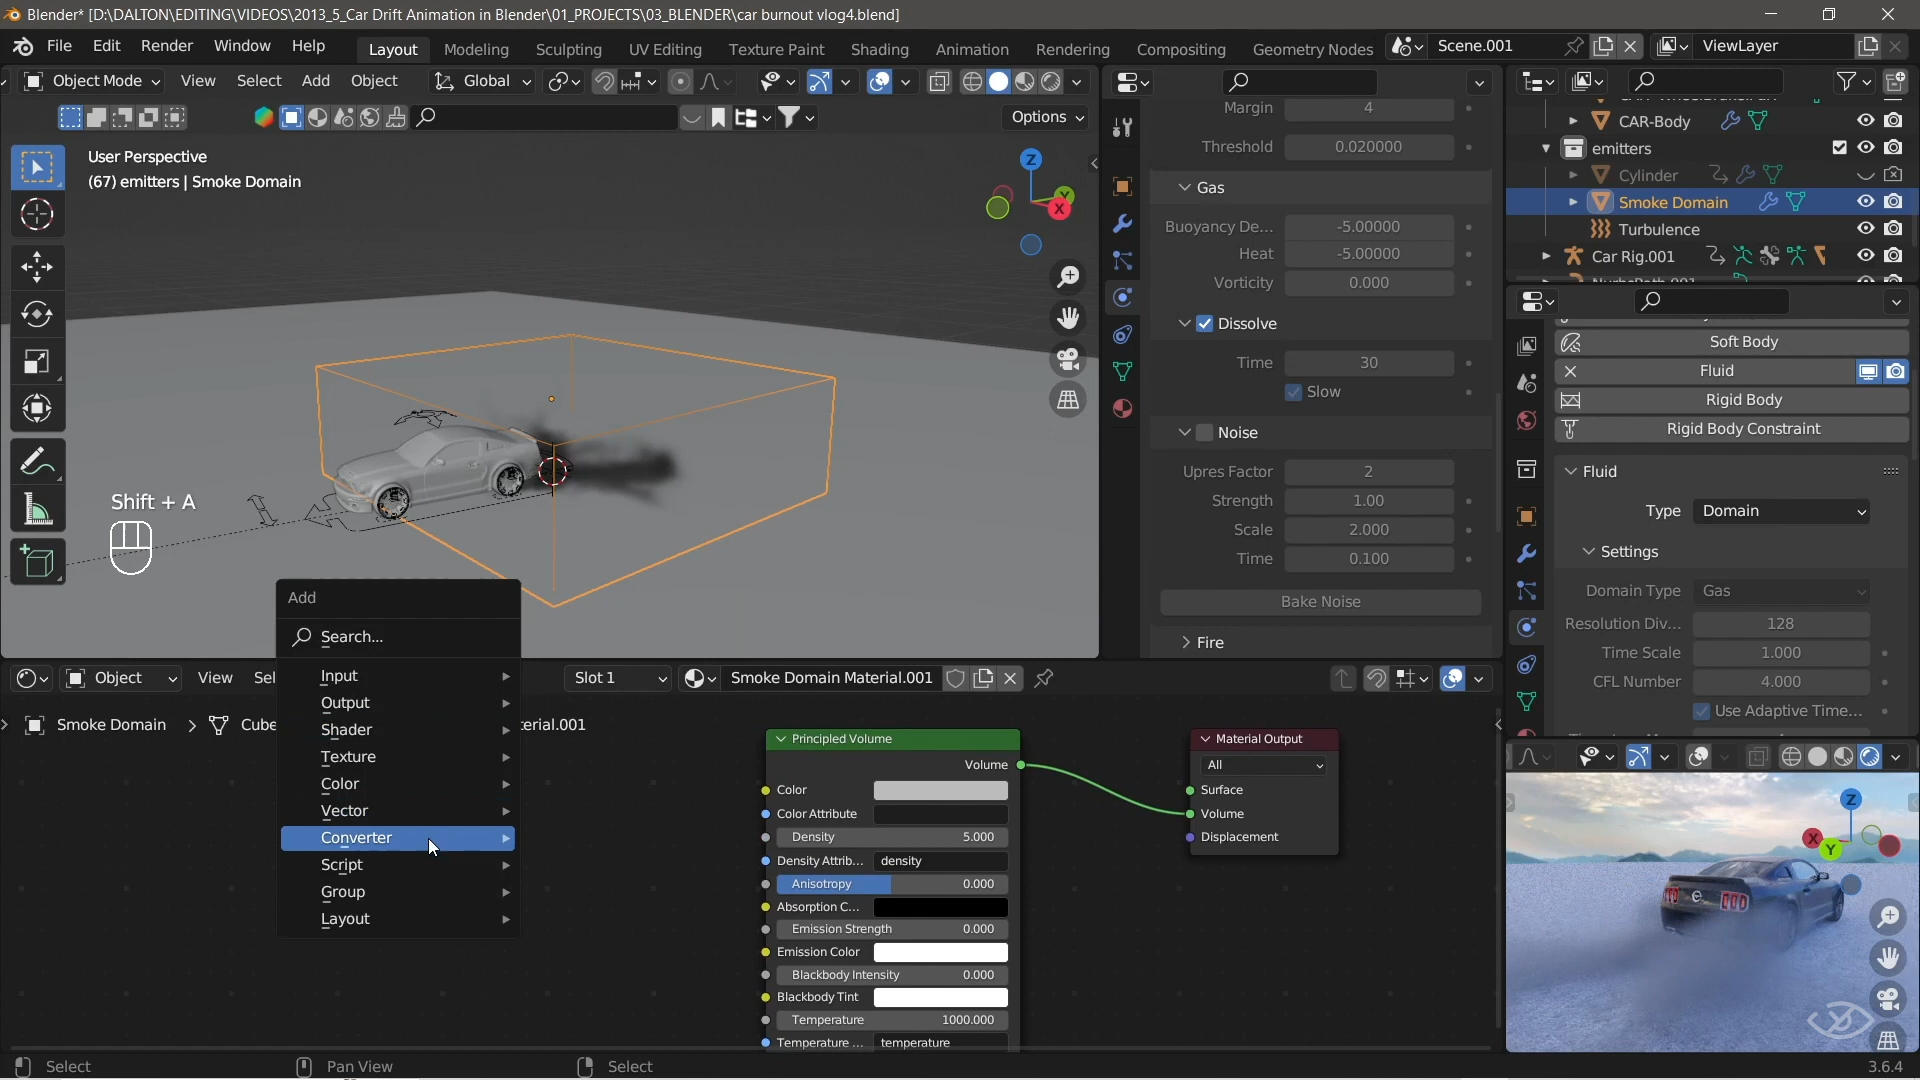 Blender* [D:\DALTON\EDITING\VIDEOS\2013_5_Car Drift Animation in Blender\01_PROJECTS\03_BLENDER\car burnout vlog4.blend]
File Edit Render Window Help
Layout Modeling Sculpting UV Editing Texture Paint Shading Animation Rendering Compositing Geometry Nodes
Scene.001
ViewLayer
Object Mode View Select Add Object Global
Options
User Perspective
(67) emitters | Smoke Domain
Z
Y
X
Shift + A
Margin 4
Threshold 0.020000
Gas
Buoyancy De... -5.00000
Heat -5.00000
Vorticity 0.000
Dissolve
Time 30
Slow
Noise
Upres Factor 2
Strength 1.00
Scale 2.000
Time 0.100
Bake Noise
Fire
CAR-Body
emitters
Cylinder
Smoke Domain
Turbulence
Car Rig.001
Soft Body
Fluid
Rigid Body
Rigid Body Constraint
Fluid
Type Domain
Settings
Domain Type Gas
Resolution Div... 128
Time Scale 1.000
CFL Number 4.000
Use Adaptive Time...
Add
Search...
Input
Output
Shader
Texture
Color
Vector
Converter
Script
Group
Layout
Object View Sel
Slot 1
Smoke Domain Material.001
Smoke Domain
Cube
erial.001
Principled Volume
Volume
Color
Color Attribute
Density 5.000
Density Attrib... density
Anisotropy 0.000
Absorption C...
Emission Strength 0.000
Emission Color
Blackbody Intensity 0.000
Blackbody Tint
Temperature 1000.000
Temperature ... temperature
Material Output
All
Surface
Volume
Displacement
Z
X
Y
Select
Pan View
Select
3.6.4